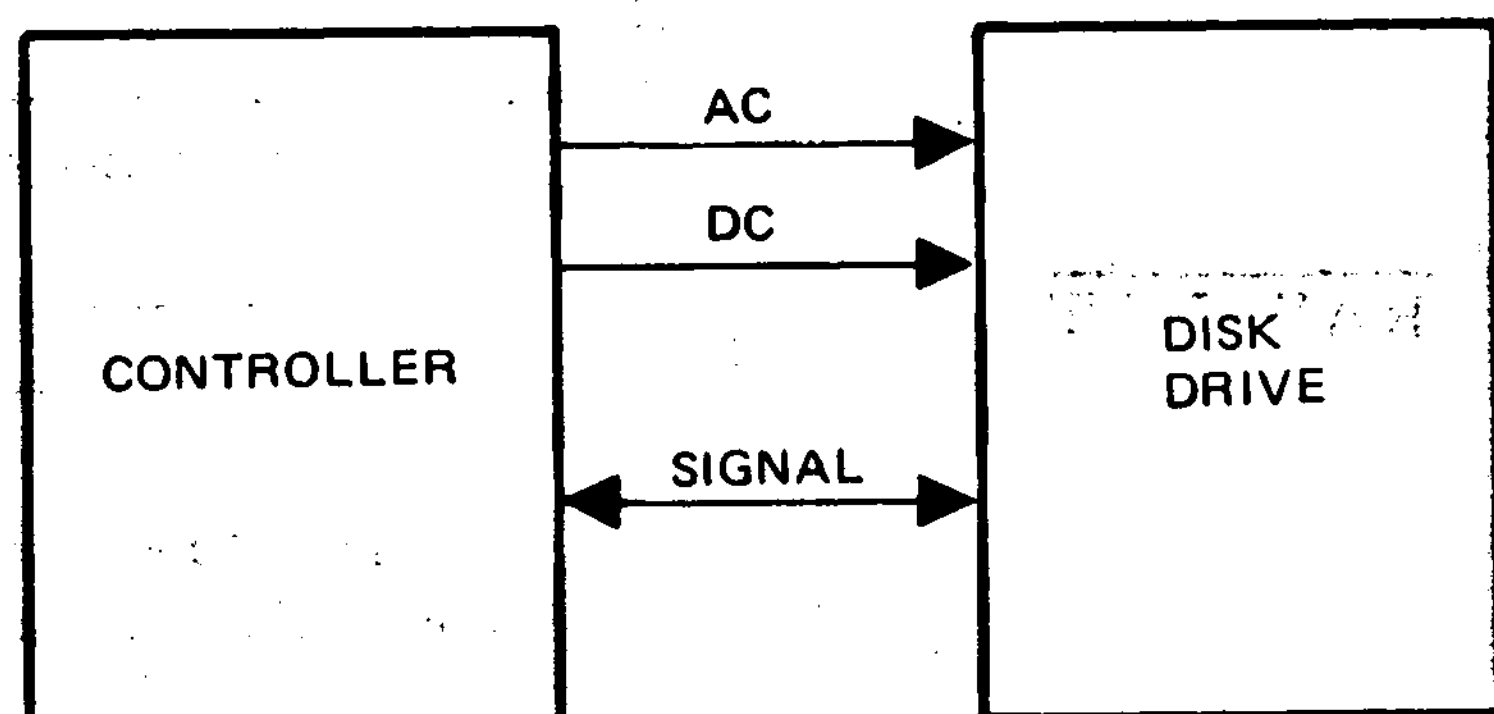 AC
DC
CONTROLLER
DISK
DRIVE
SIGNAL